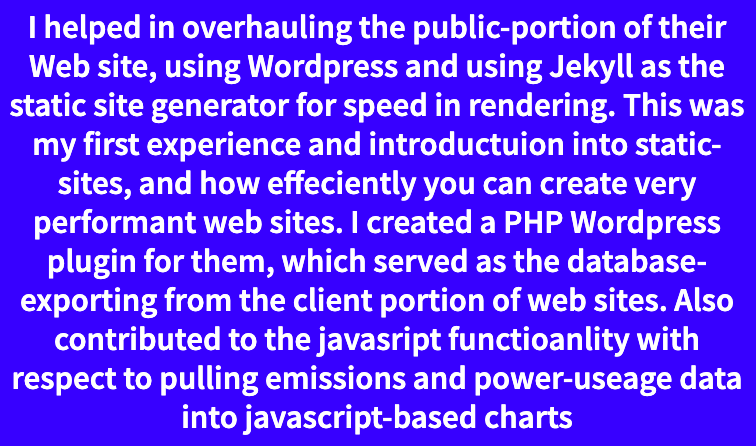 I helped in overhauling the public-portion of their
Web site, using Wordpress and using Jekyll as the
static site generator for speed in rendering. This was
my first experience and introductuion into static-
sites, and how effeciently you can create very
performant web sites. I created a PHP Wordpress
plugin for them, which served as the database-
exporting from the client portion of web sites. Also
contributed to the javasript functioanlity with
respect to pulling emissions and power-useage data
into javascript-based charts